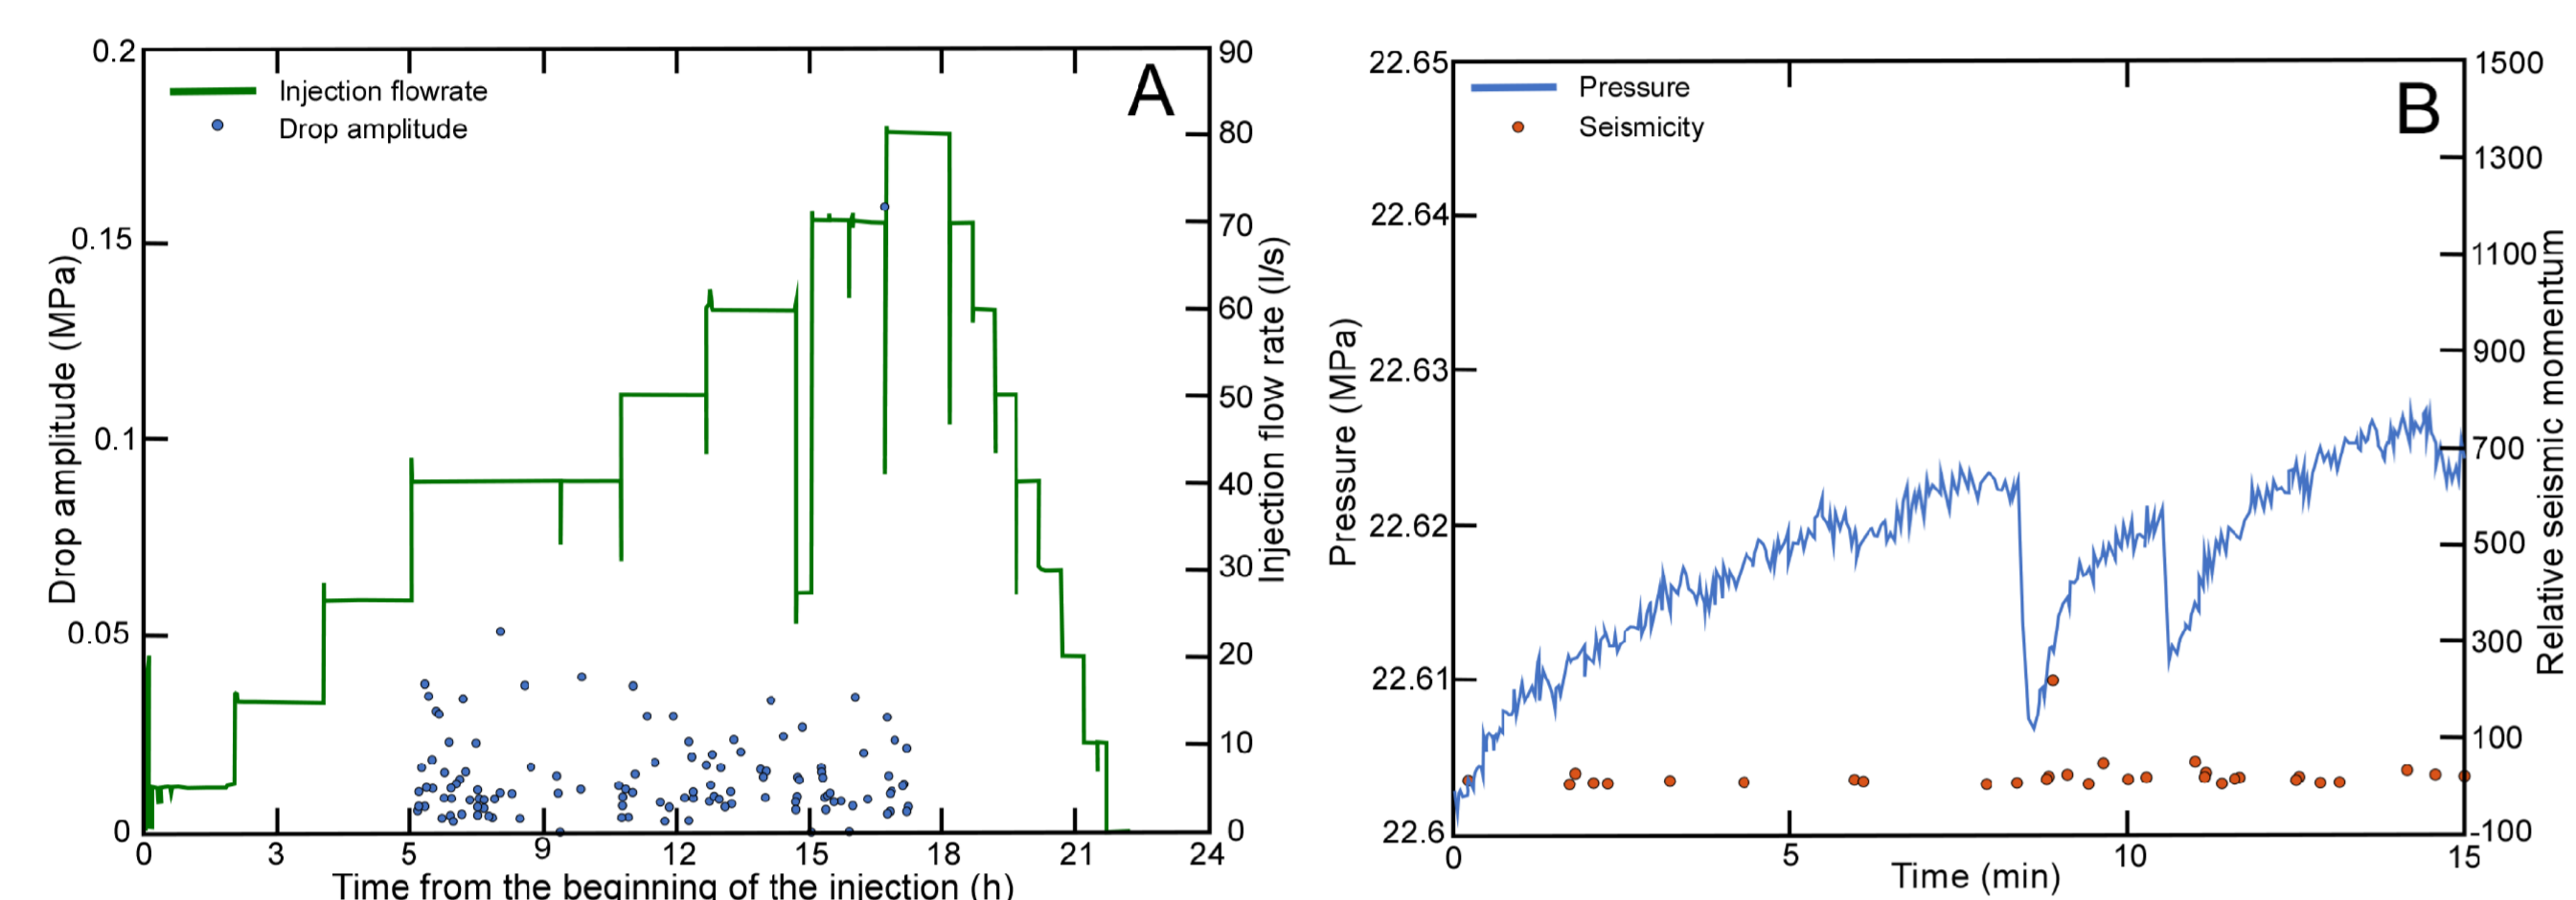 A
Injection flowrate
Drop amplitude
0.2
0.15
0.1
0.05
0
Drop amplitude (MPa)
90
80
70
60
50
40
30
20
10
0
Injection flow rate (l/s)
0 3 5 9 12 15 18 21 24
Time from the beginning of the injection (h)
B
Pressure
Seismicity
22.65
22.64
22.63
22.62
22.61
22.6
Pressure (MPa)
1500
1300
1100
900
700
500
300
100
-100
Relative seismic momentum
0 5 10 15
Time (min)